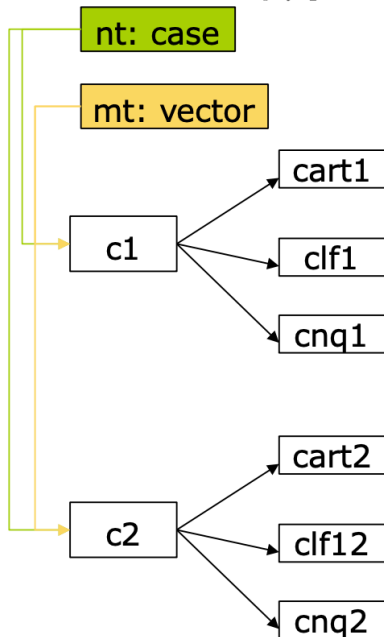 nt: case
mt: vector
cart1
c1
clf1
cnq1
cart2
c2
clf12
cnq2